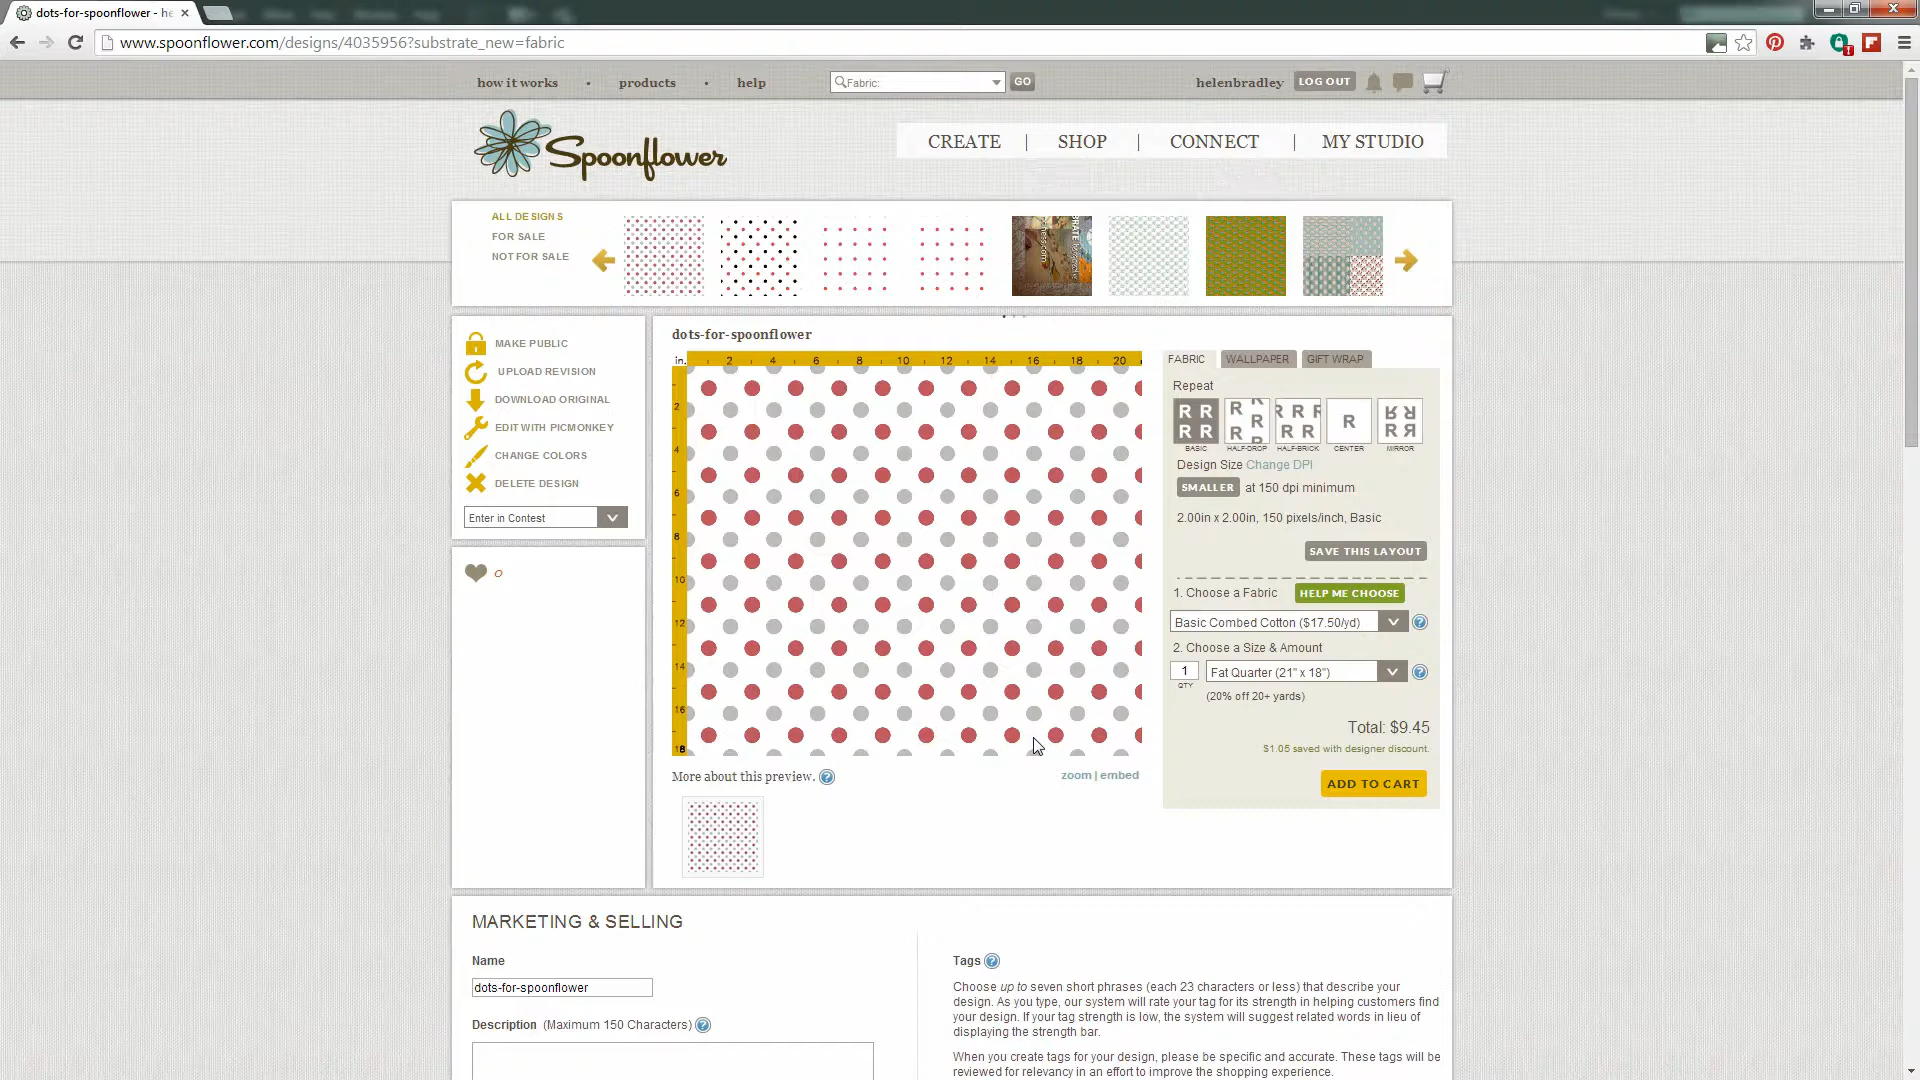 dots-for-spoonflower - he
www.spoonflower.com/designs/4035956?substrate_new=fabric
how it works • products • help
Fabric:
GO
helenbradley
LOG OUT
Spoonflower
CREATE | SHOP | CONNECT | MY STUDIO
ALL DESIGNS
FOR SALE
NOT FOR SALE
MAKE PUBLIC
UPLOAD REVISION
DOWNLOAD ORIGINAL
EDIT WITH PICMONKEY
CHANGE COLORS
DELETE DESIGN
Enter in Contest
0
dots-for-spoonflower
in. 2 4 6 8 10 12 14 16 18 20
2
4
6
8
10
12
14
16
18
More about this preview. ?
zoom | embed
FABRIC WALLPAPER GIFT WRAP
Repeat
R R R R R R R R R R R
R R R R R R R
BASIC HALF-DROP HALF-BRICK CENTER MIRROR
Design Size Change DPI
SMALLER at 150 dpi minimum
2.00in x 2.00in, 150 pixels/inch, Basic
SAVE THIS LAYOUT
1. Choose a Fabric HELP ME CHOOSE
Basic Combed Cotton ($17.50/yd) ?
2. Choose a Size & Amount
1 Fat Quarter (21" x 18") ?
QTY
(20% off 20+ yards)
Total: $9.45
$1.05 saved with designer discount.
ADD TO CART
MARKETING & SELLING
Name
dots-for-spoonflower
Description (Maximum 150 Characters) ?
Tags ?
Choose up to seven short phrases (each 23 characters or less) that describe your
design. As you type, our system will rate your tag for its strength in helping customers find
your design. If your tag strength is low, the system will suggest related words in lieu of
displaying the strength bar.
When you create tags for your design, please be specific and accurate. These tags will be
reviewed for relevancy in an effort to improve the shopping experience.